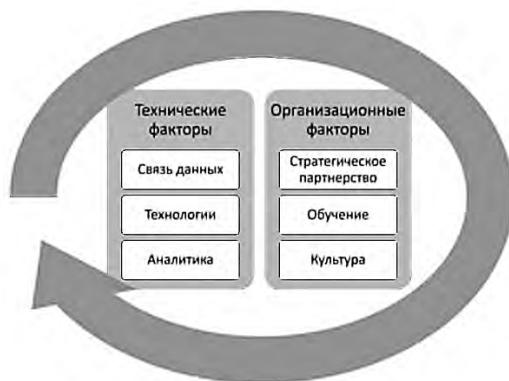 Технические
факторы
Связь данных
Технологии
Аналитика
Организационные
факторы
Стратегическое
партнерство
Обучение
Культура